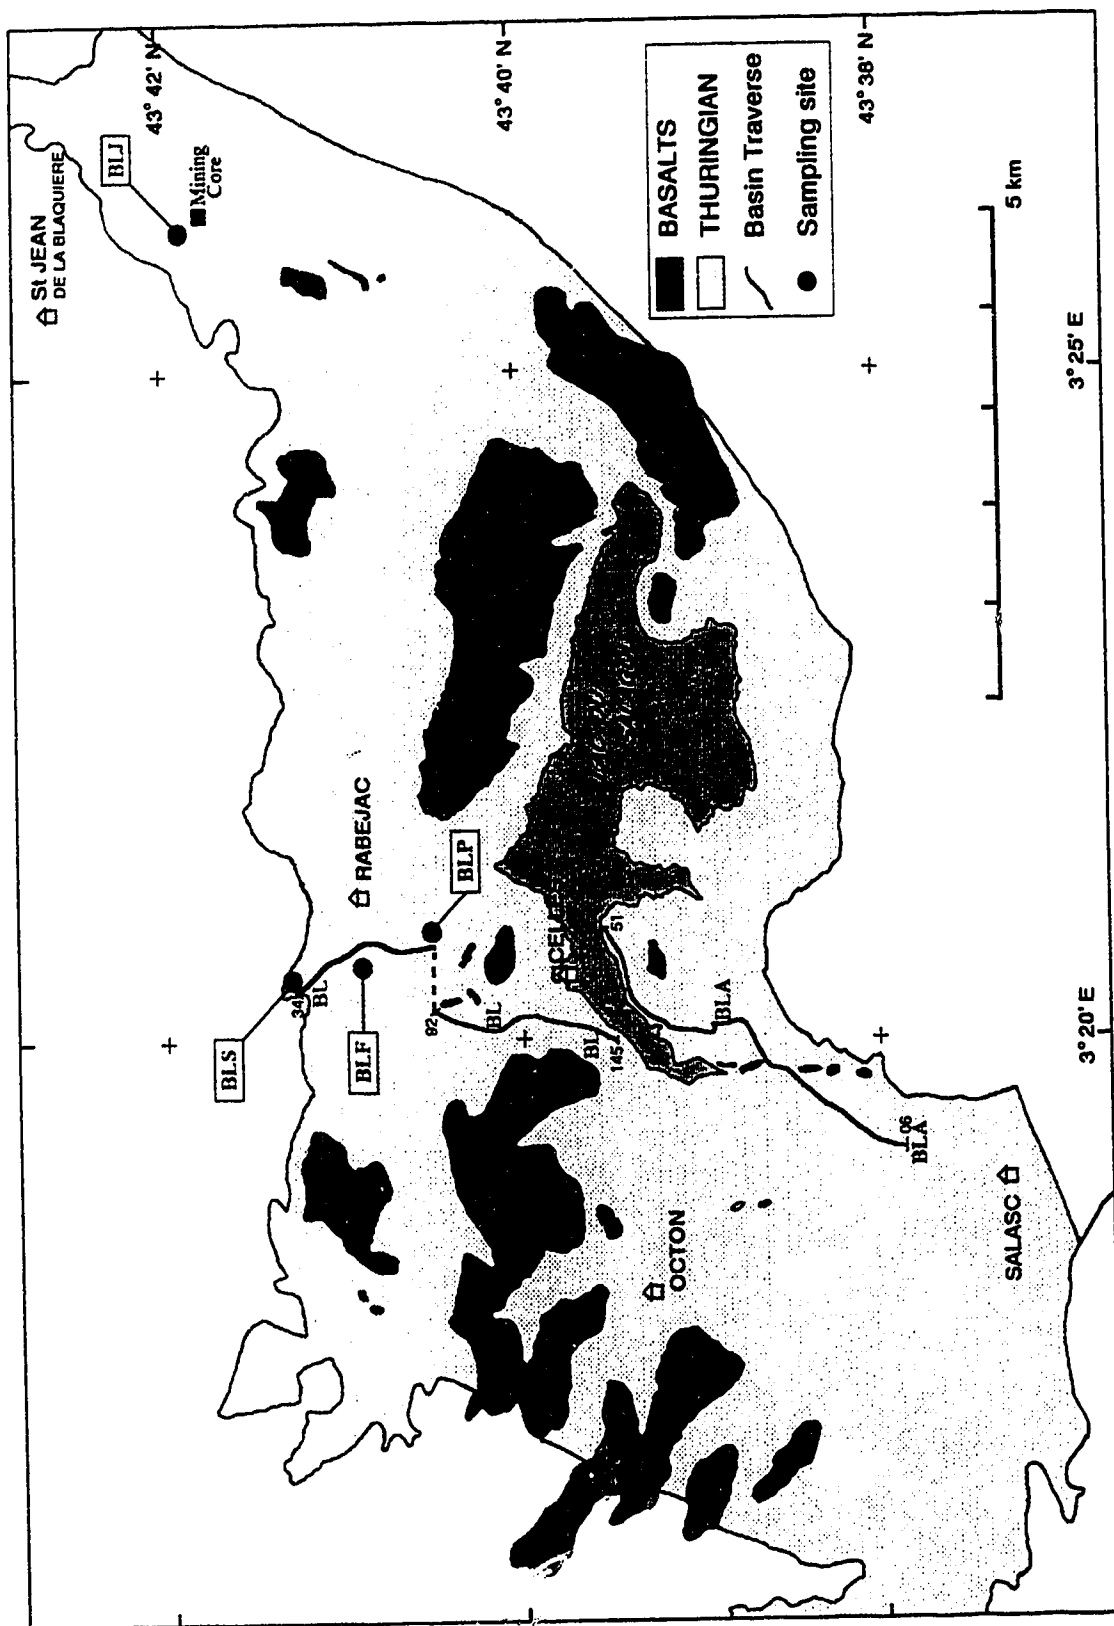 St JEAN
DE LA BLAQUIERE
BLJ
Mining
Core
43° 42' N
43° 40' N
43° 38' N
BASALTS
THURINGIAN
Basin Traverse
Sampling site
5 km
3° 25' E
3° 20' E
RABEJAC
BLS
34
BL
BLF
BLP
92
BL
BL
145
CELL
51
BLA
06
BLA
OCTON
SALASC